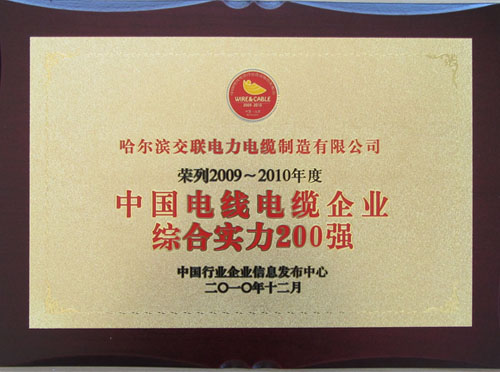 WIRE&CABLE
哈尔滨交联电力电缆制造有限公司
荣列2009～2010年度
中国电线电缆企业
综合实力200强
中国行业企业信息发布中心
二〇一〇年十二月